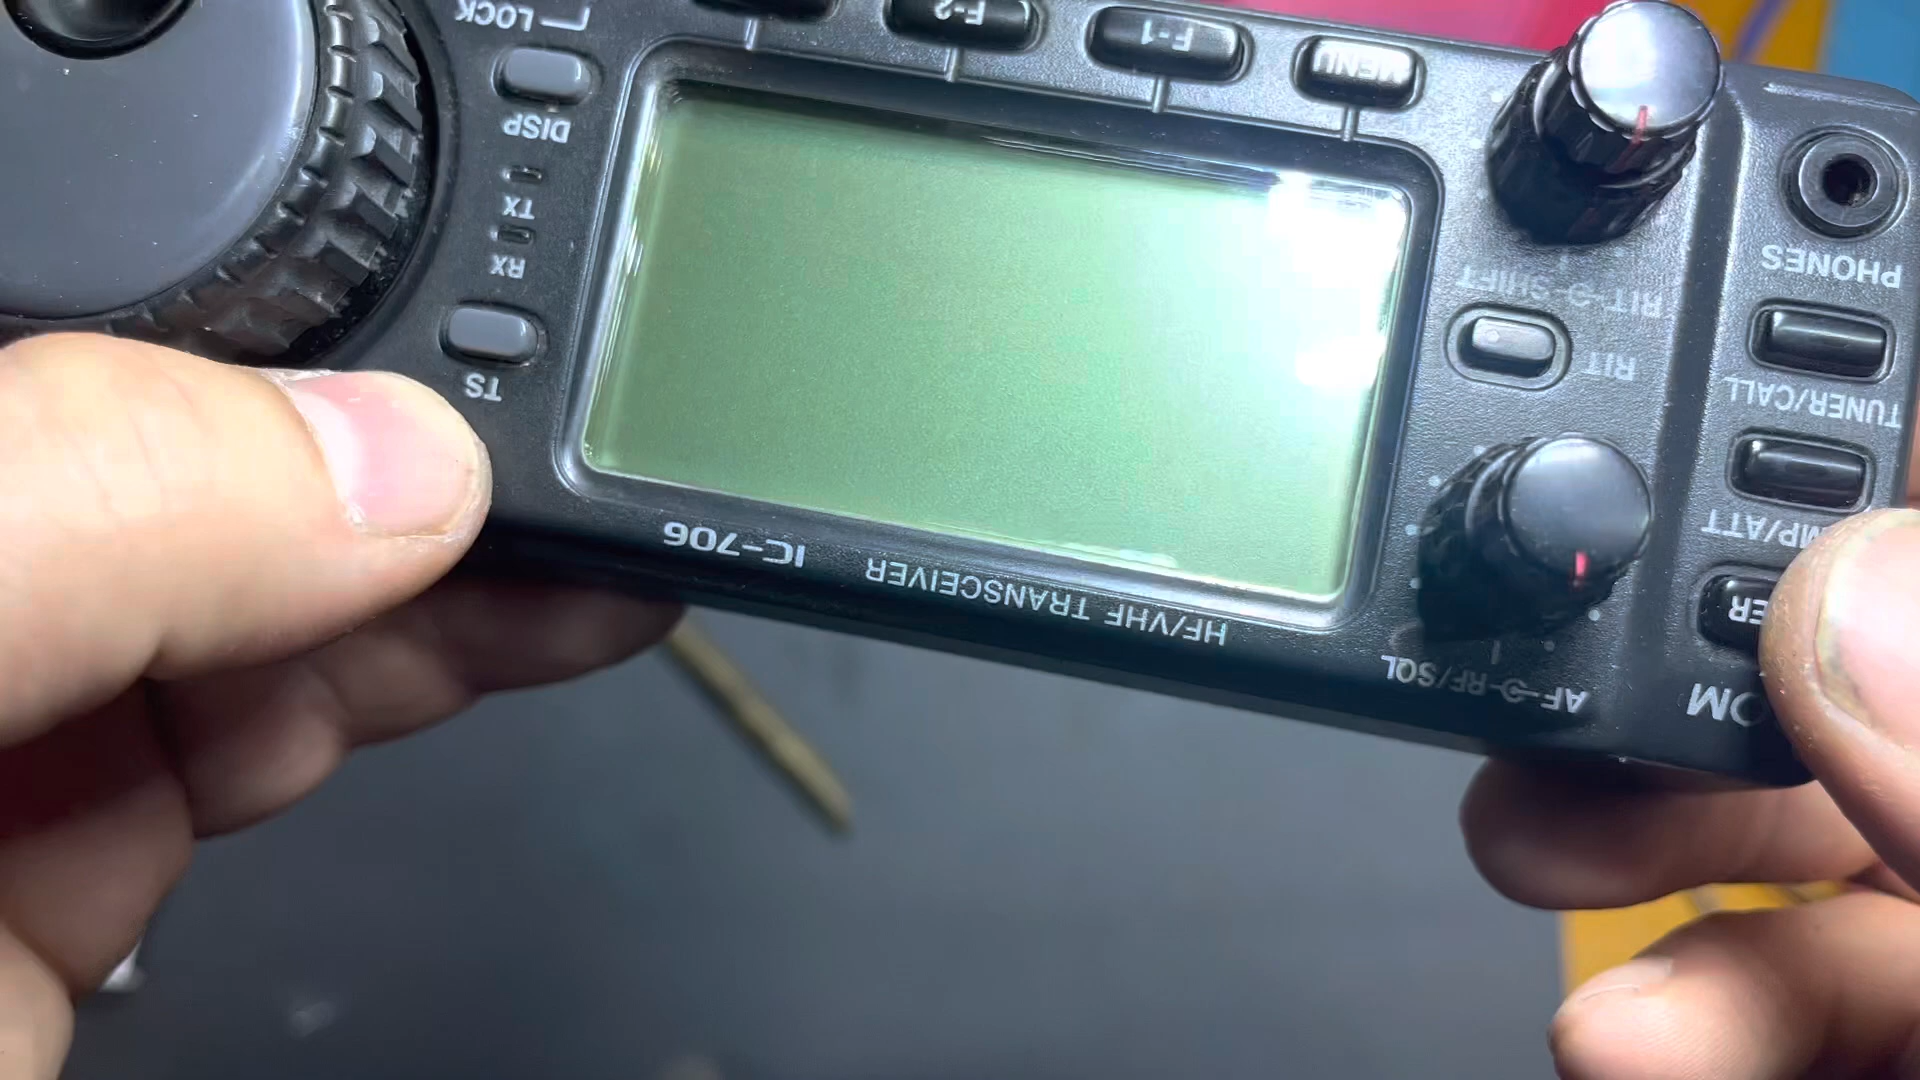 OM
ER
MP/ATT
TUNER/CALL
PHONES
AF RF/SQL
RIT
RIT SHIFT
HF/VHF TRANSCEIVER IC-706
MENU
F-1
F-2
TS
RX
TX
DISP
LOCK